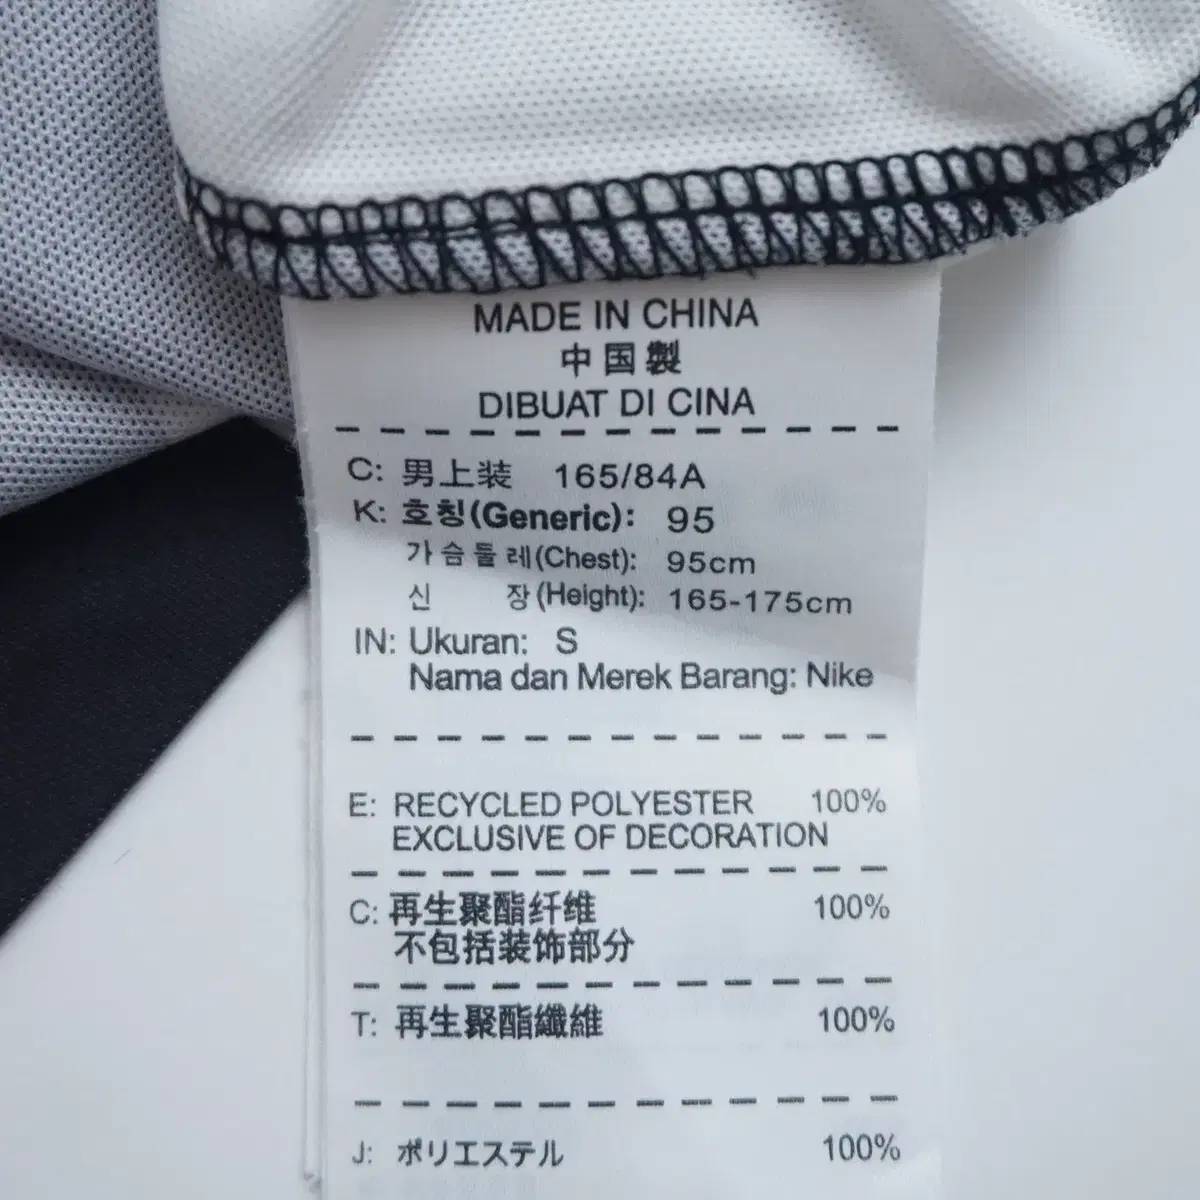 MADE IN CHINA
中国製
DIBUAT DI CINA
C: 男上装 165/84A
K: 호칭(Generic): 95
가슴둘레(Chest): 95cm
신 장(Height): 165-175cm
IN: Ukuran: S
Nama dan Merek Barang: Nike
E: RECYCLED POLYESTER 100%
EXCLUSIVE OF DECORATION
C: 再生聚酯纤维 100%
不包括装饰部分
T: 再生聚酯纖維 100%
J: ポリエステル 100%